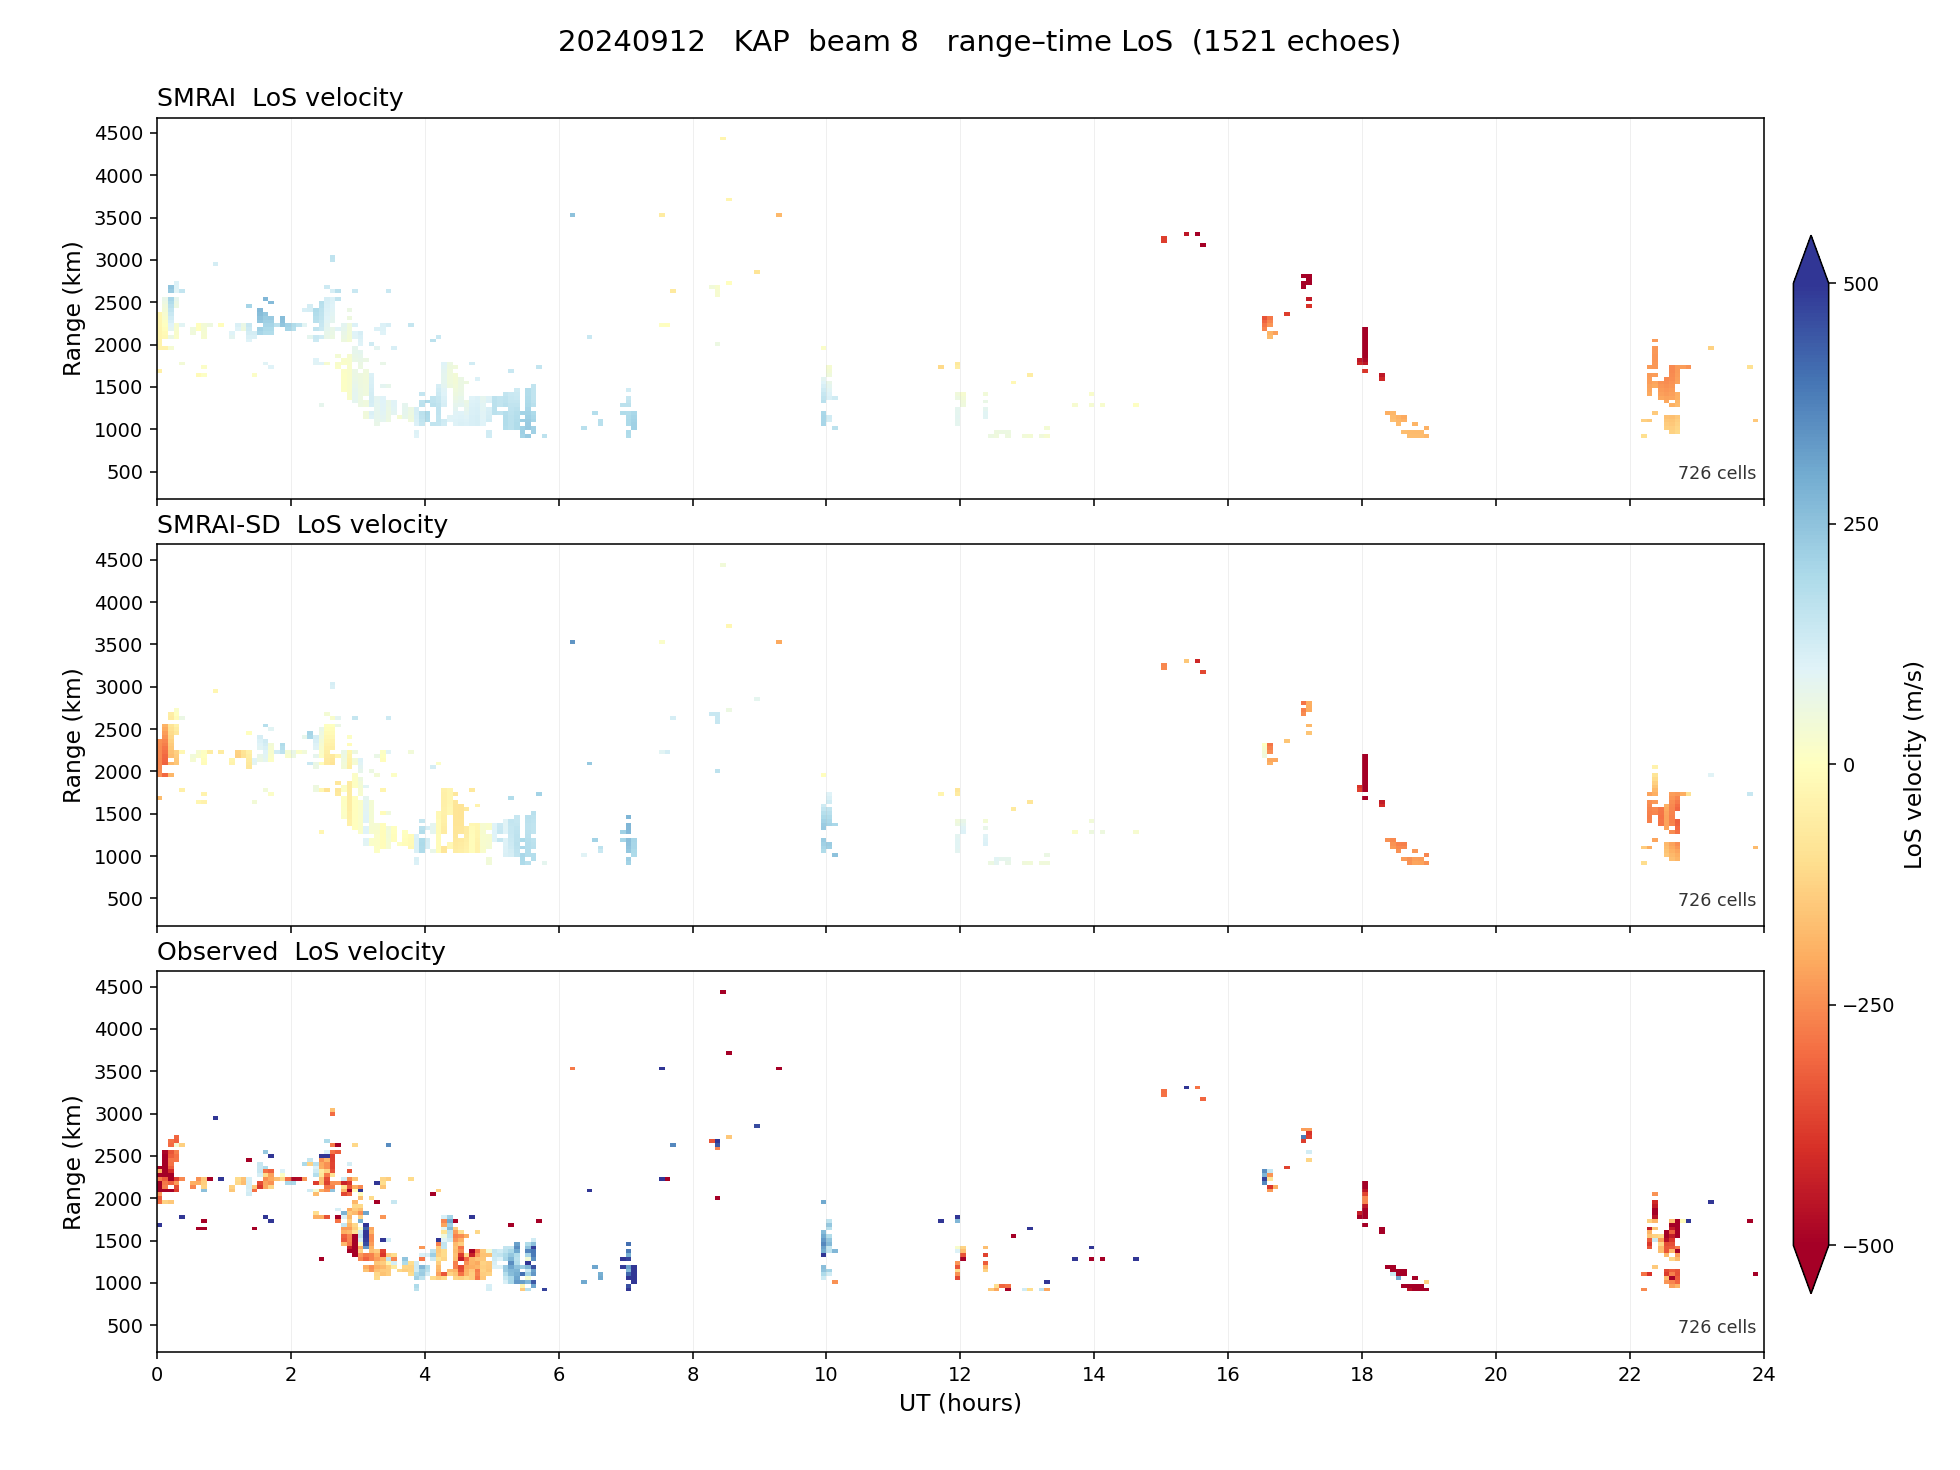 20240912   KAP  beam 8   range–time LoS  (1521 echoes)
SMRAI  LoS velocity
4500
4000
3500
3000
2500
2000
1500
1000
500
Range (km)
726 cells
SMRAI-SD  LoS velocity
4500
4000
3500
3000
2500
2000
1500
1000
500
Range (km)
726 cells
Observed  LoS velocity
4500
4000
3500
3000
2500
2000
1500
1000
500
Range (km)
726 cells
0 2 4 6 8 10 12 14 16 18 20 22 24
UT (hours)
500
250
0
−250
−500
LoS velocity (m/s)